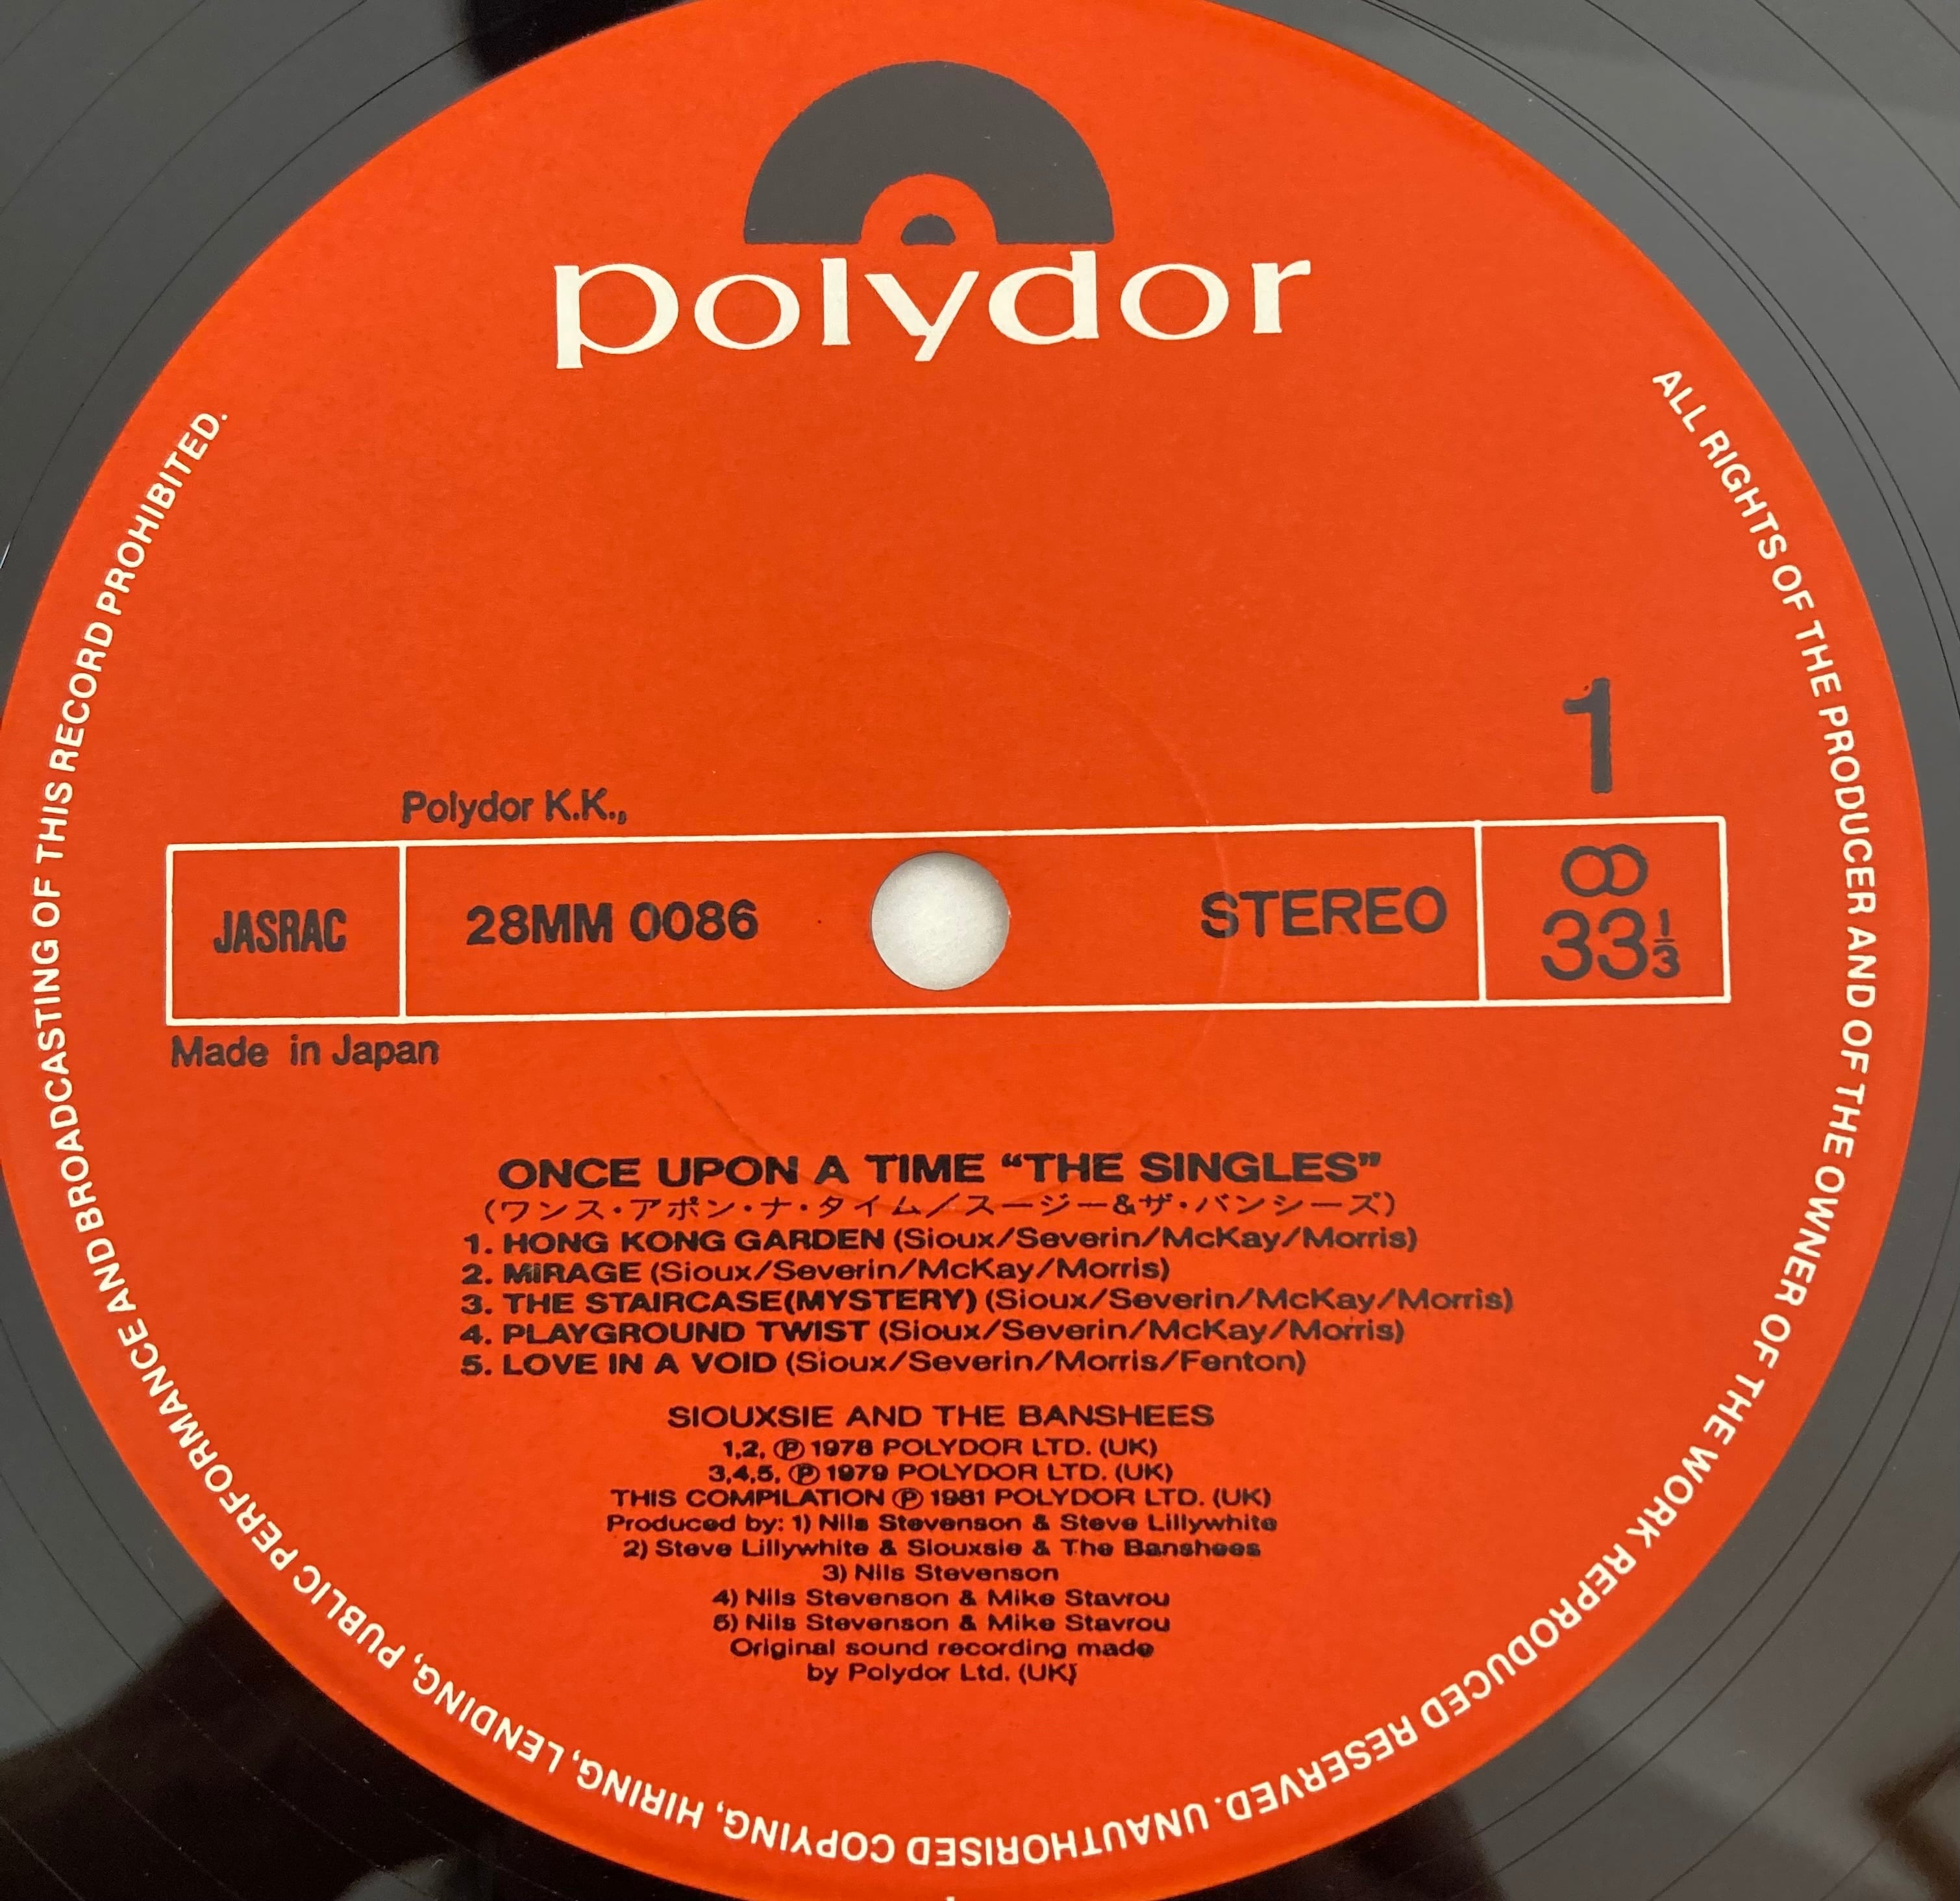 polydor
ALL RIGHTS OF THE PRODUCER AND OF THE OWNER OF THE WORK REPRODUCED RESERVED. UNAUTHORISED COPYING, HIRING, LENDING, PUBLIC PERFORMANCE AND BROADCASTING OF THIS RECORD PROHIBITED.
1
Polydor K.K.,
JASRAC 28MM 0086 STEREO 33 1/3
Made in Japan
ONCE UPON A TIME “THE SINGLES”
(ワンス・アポン・ナ・タイム/スージー&ザ・バンシーズ)
1. HONG KONG GARDEN (Sioux/Severin/McKay/Morris)
2. MIRAGE (Sioux/Severin/McKay/Morris)
3. THE STAIRCASE(MYSTERY) (Sioux/Severin/McKay/Morris)
4. PLAYGROUND TWIST (Sioux/Severin/McKay/Morris)
5. LOVE IN A VOID (Sioux/Severin/Morris/Fenton)
SIOUXSIE AND THE BANSHEES
1,2, ℗ 1978 POLYDOR LTD. (UK)
3,4,5, ℗ 1979 POLYDOR LTD. (UK)
THIS COMPILATION ℗ 1981 POLYDOR LTD. (UK)
Produced by: 1) Nils Stevenson & Steve Lillywhite
2) Steve Lillywhite & Siouxsie & The Banshees
3) Nils Stevenson
4) Nils Stevenson & Mike Stavrou
5) Nils Stevenson & Mike Stavrou
Original sound recording made
by Polydor Ltd. (UK)